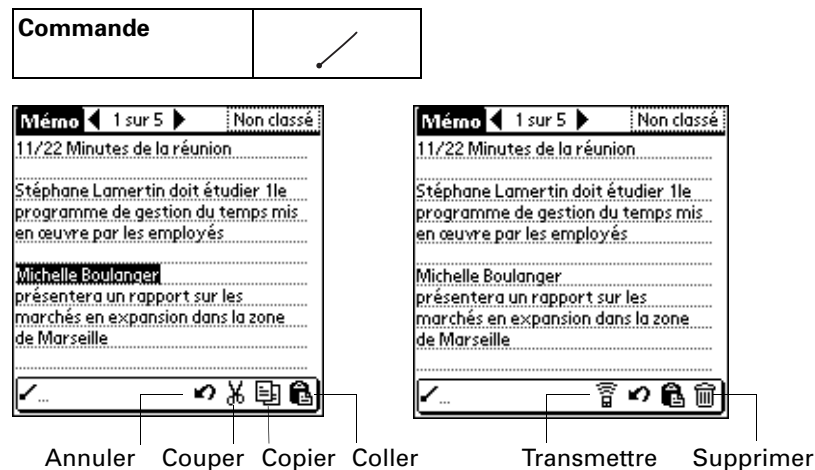 Commande
Mémo 1 sur 5 Non classé
11/22 Minutes de la réunion
Stéphane Lamertin doit étudier 1le
programme de gestion du temps mis
en œuvre par les employés
Michelle Boulanger
présentera un rapport sur les
marchés en expansion dans la zone
de Marseille
...
Annuler Couper Copier Coller
Mémo 1 sur 5 Non classé
11/22 Minutes de la réunion
Stéphane Lamertin doit étudier 1le
programme de gestion du temps mis
en œuvre par les employés
Michelle Boulanger
présentera un rapport sur les
marchés en expansion dans la zone
de Marseille
...
Transmettre Supprimer